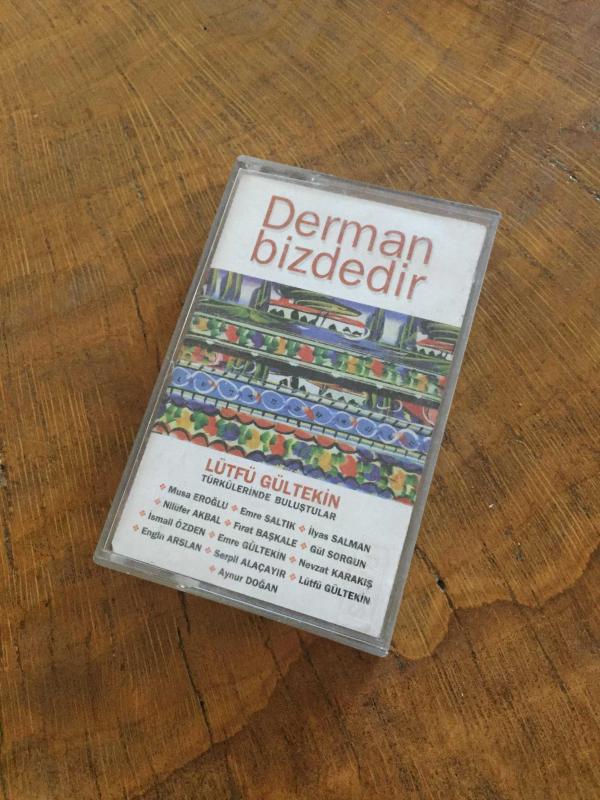 Derman
bizdedir
LÜTFÜ GÜLTEKİN
TÜRKÜLERİNDE BULUŞTULAR
❖ Musa EROĞLU ❖ Emre SALTIK ❖ İlyas SALMAN
❖ Nilüfer AKBAL ❖ Fırat BAŞKALE ❖ Gül SORGUN
❖ İsmail ÖZDEN ❖ Emre GÜLTEKİN ❖ Nevzat KARAKIŞ
❖ Engin ARSLAN ❖ Serpil ALAÇAYIR ❖ Lütfü GÜLTEKİN
❖ Aynur DOĞAN